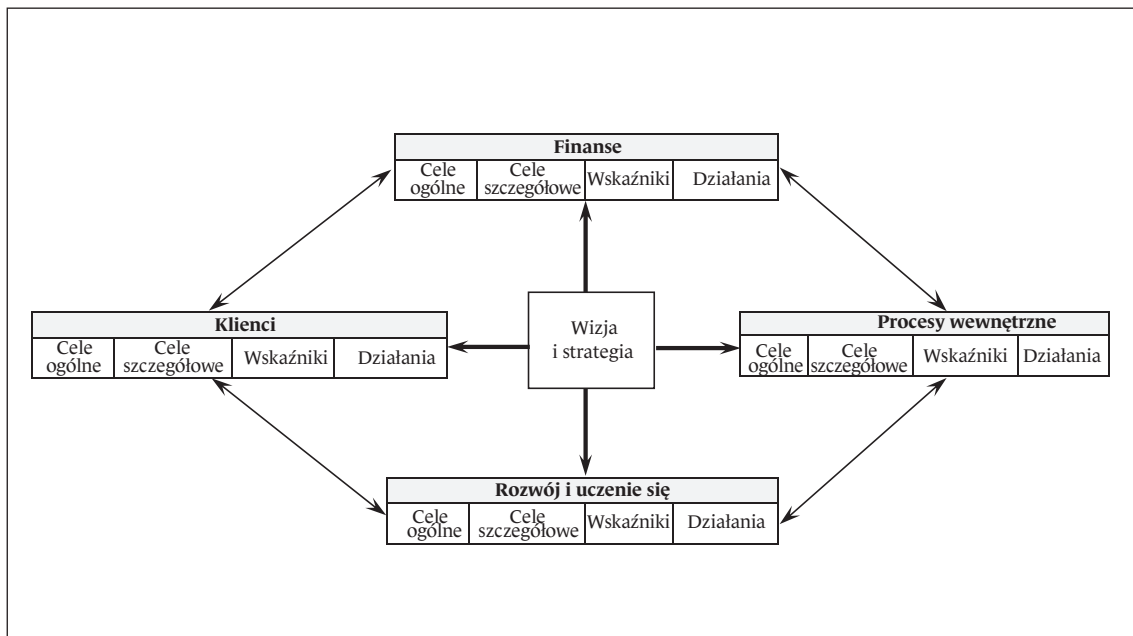 Finanse
Cele
ogólne
Cele
szczegółowe
Wskaźniki
Działania
Klienci
Cele
ogólne
Cele
szczegółowe
Wskaźniki
Działania
Wizja
i strategia
Procesy wewnętrzne
Cele
ogólne
Cele
szczegółowe
Wskaźniki
Działania
Rozwój i uczenie się
Cele
ogólne
Cele
szczegółowe
Wskaźniki
Działania